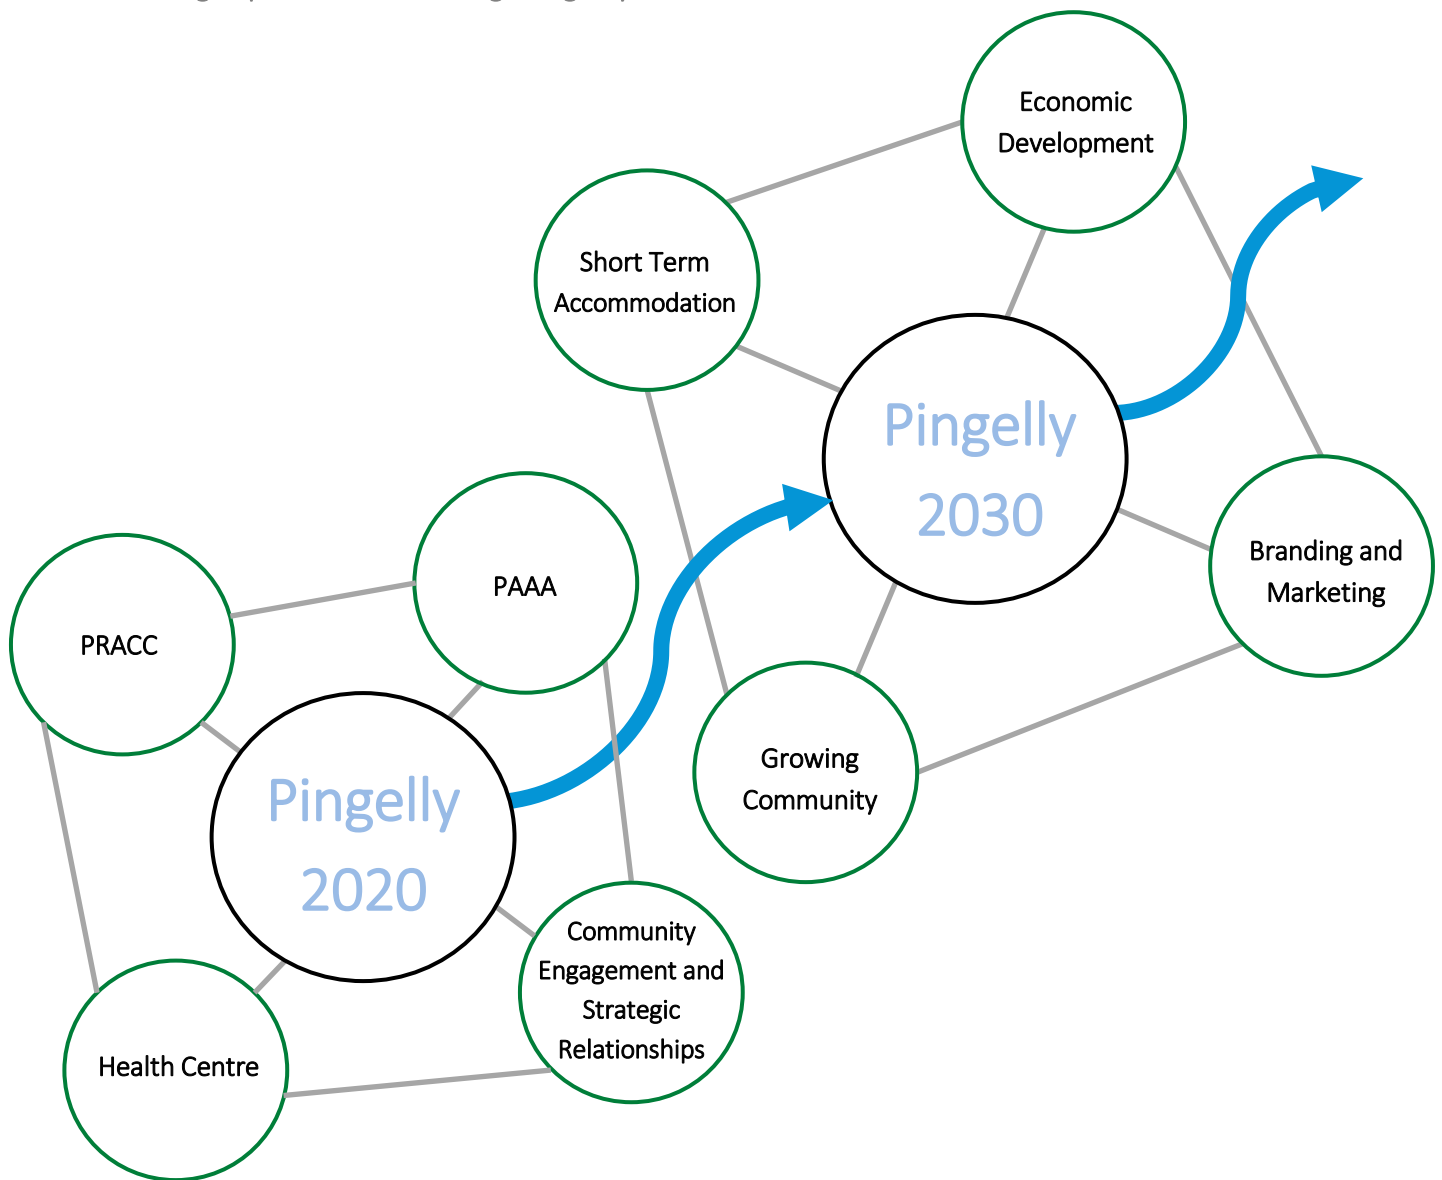 Economic
Development
Short Term
Accommodation
Pingelly
2030
Branding and
Marketing
PAAA
PRACC
Growing
Community
Pingelly
2020
Community
Engagement and
Strategic
Relationships
Health Centre